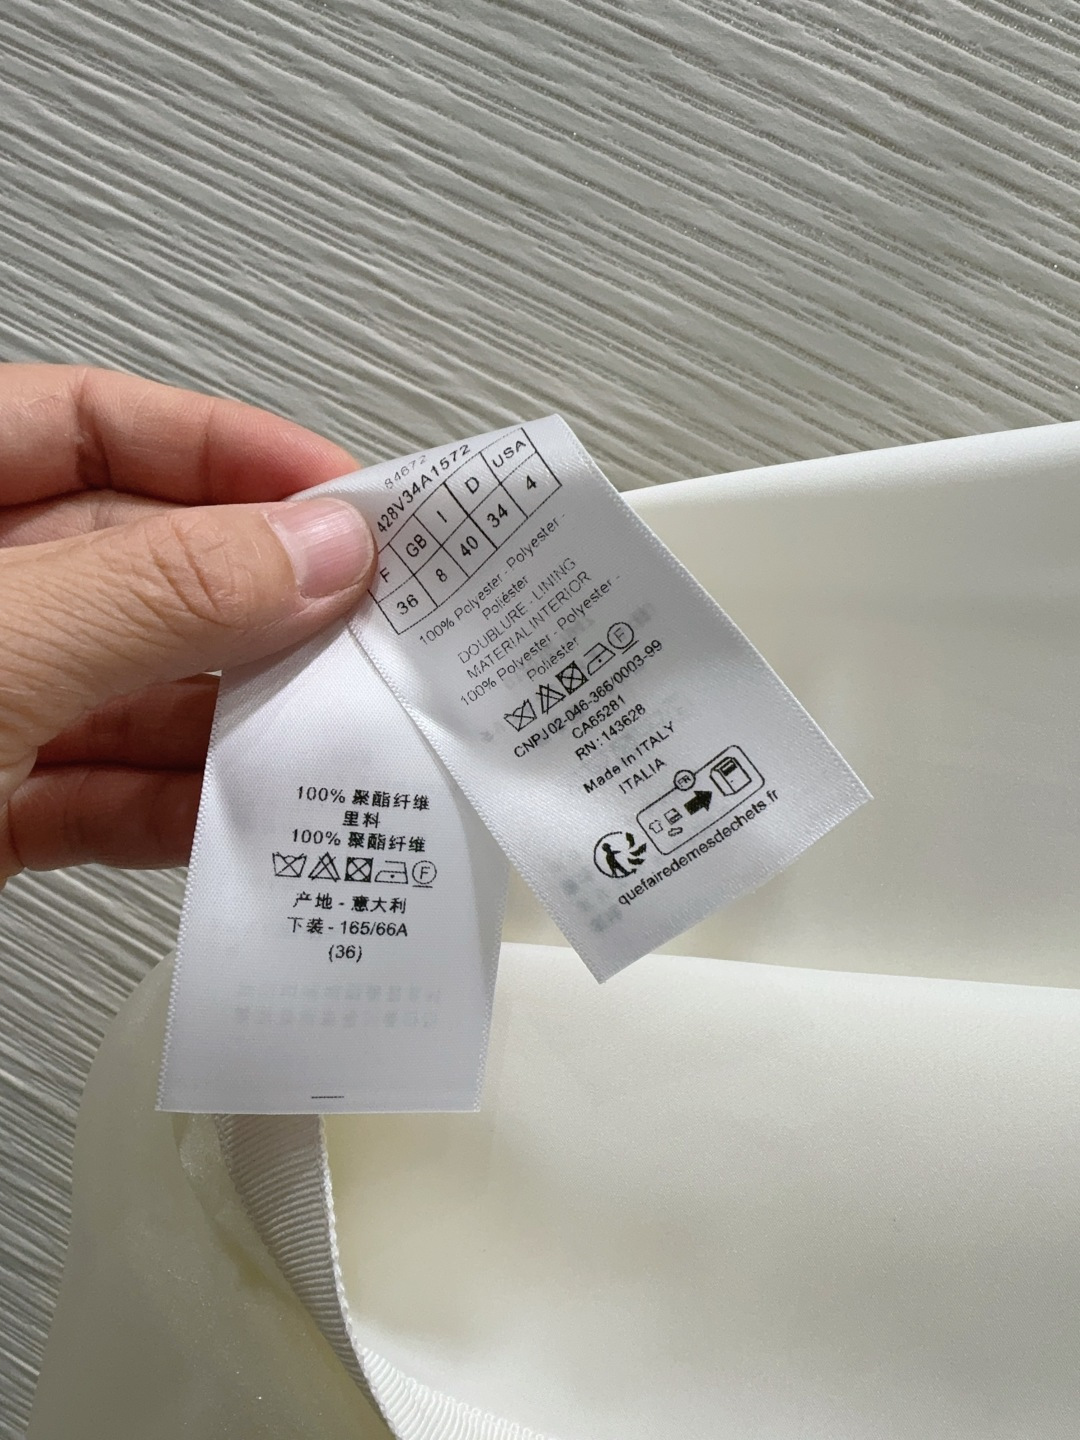 84672
428V34A1572
F GB I D USA
36 8 40 34 4
100% Polyester - Polyester -
Poliéster
DOUBLURE - LINING
MATERIAL INTERIOR
100% Polyester - Polyester -
Poliéster
F
CNPJ 02-046-366/0003-99
CA65281
RN: 143628
Made in ITALY
ITALIA
FR
quefairedemesdechets.fr
100% 聚酯纤维
里料
100% 聚酯纤维
F
产地 - 意大利
下装 - 165/66A
(36)